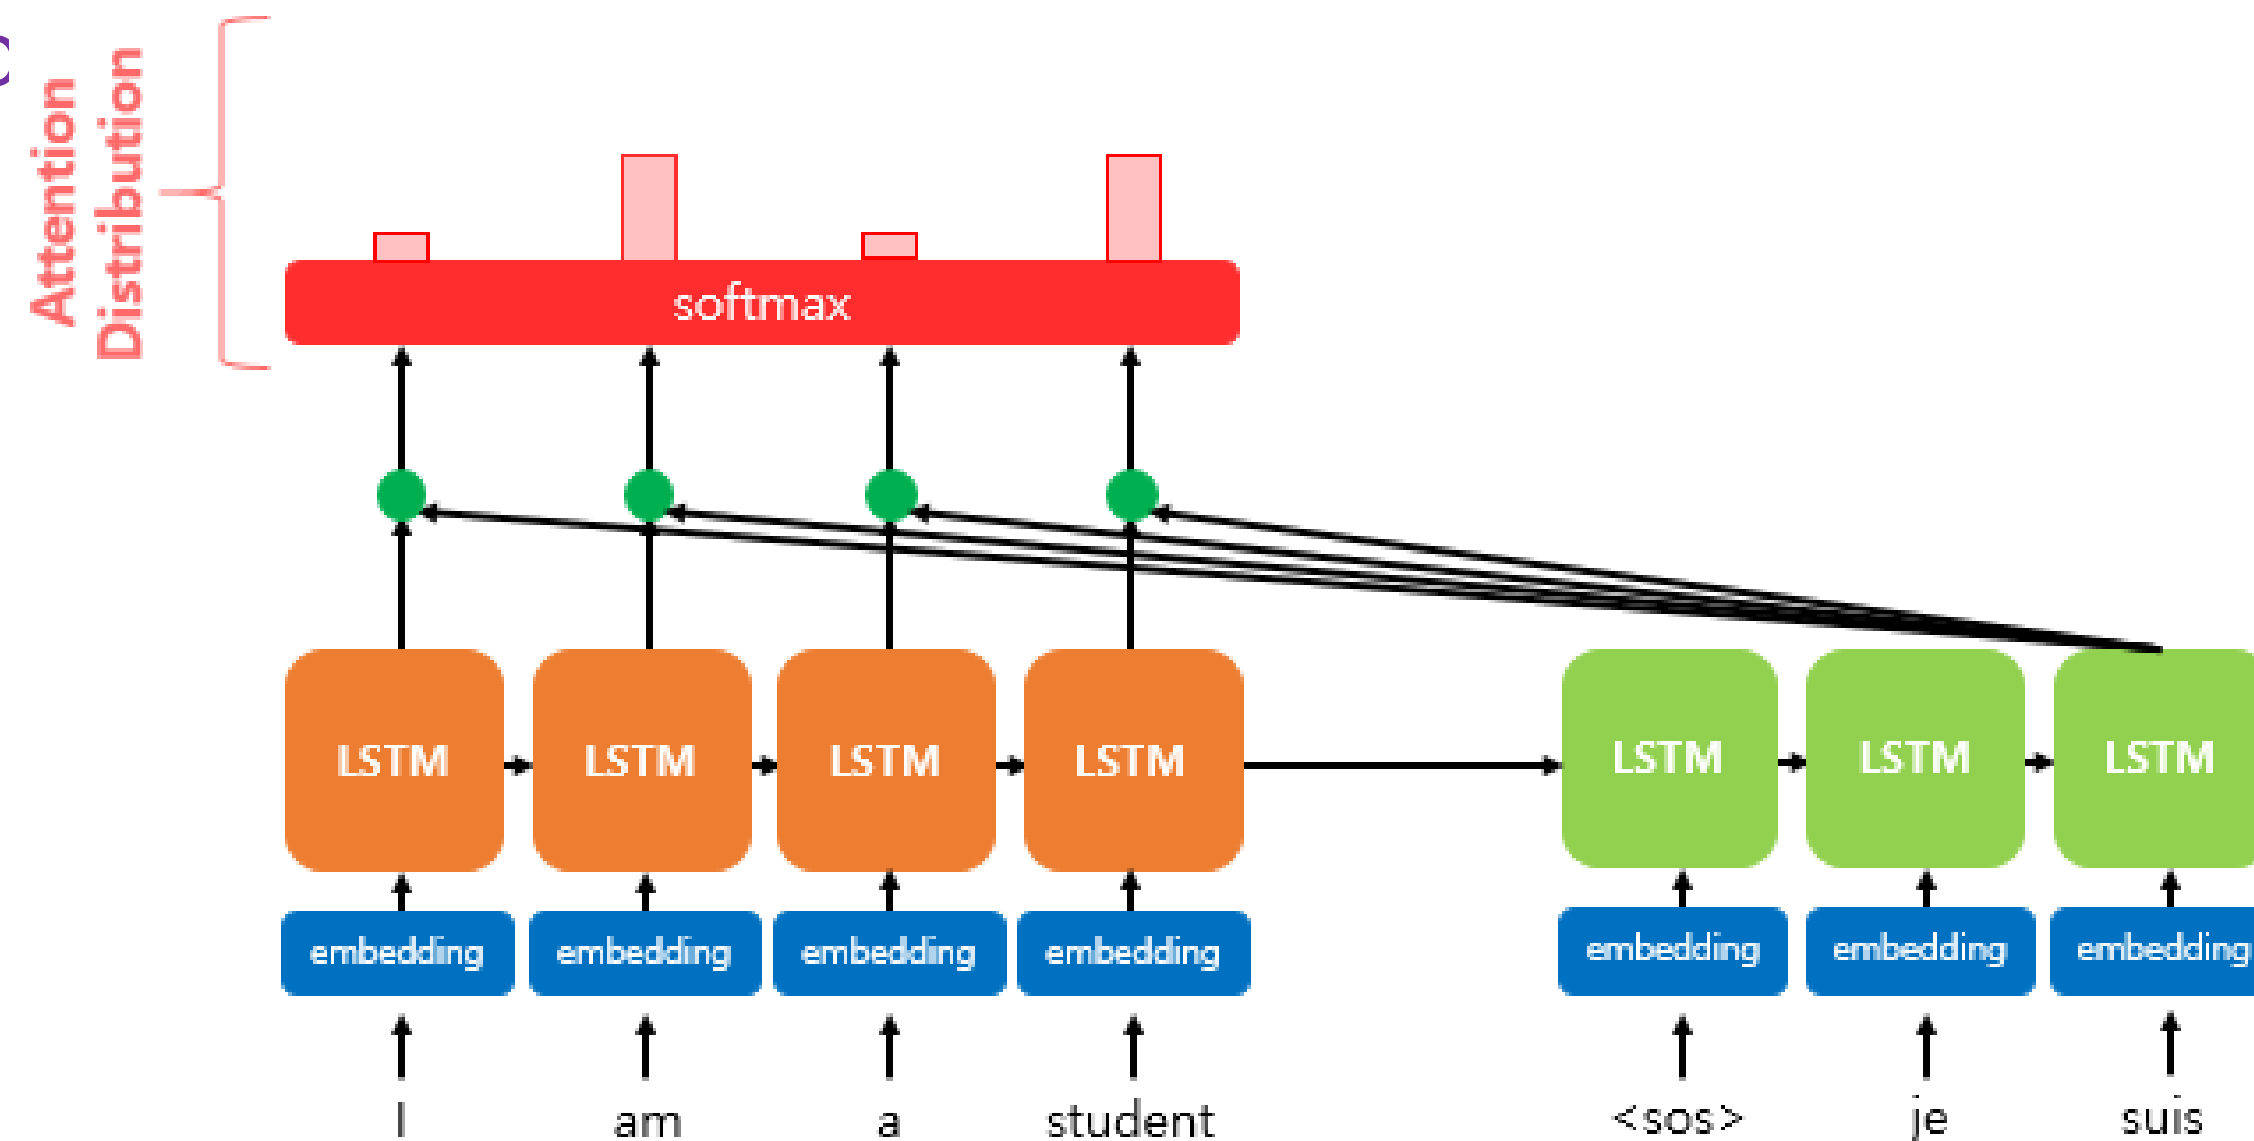 Attention
Distribution
softmax
LSTM LSTM LSTM LSTM LSTM LSTM LSTM
embedding embedding embedding embedding embedding embedding embedding
I am a student <sos> je suis